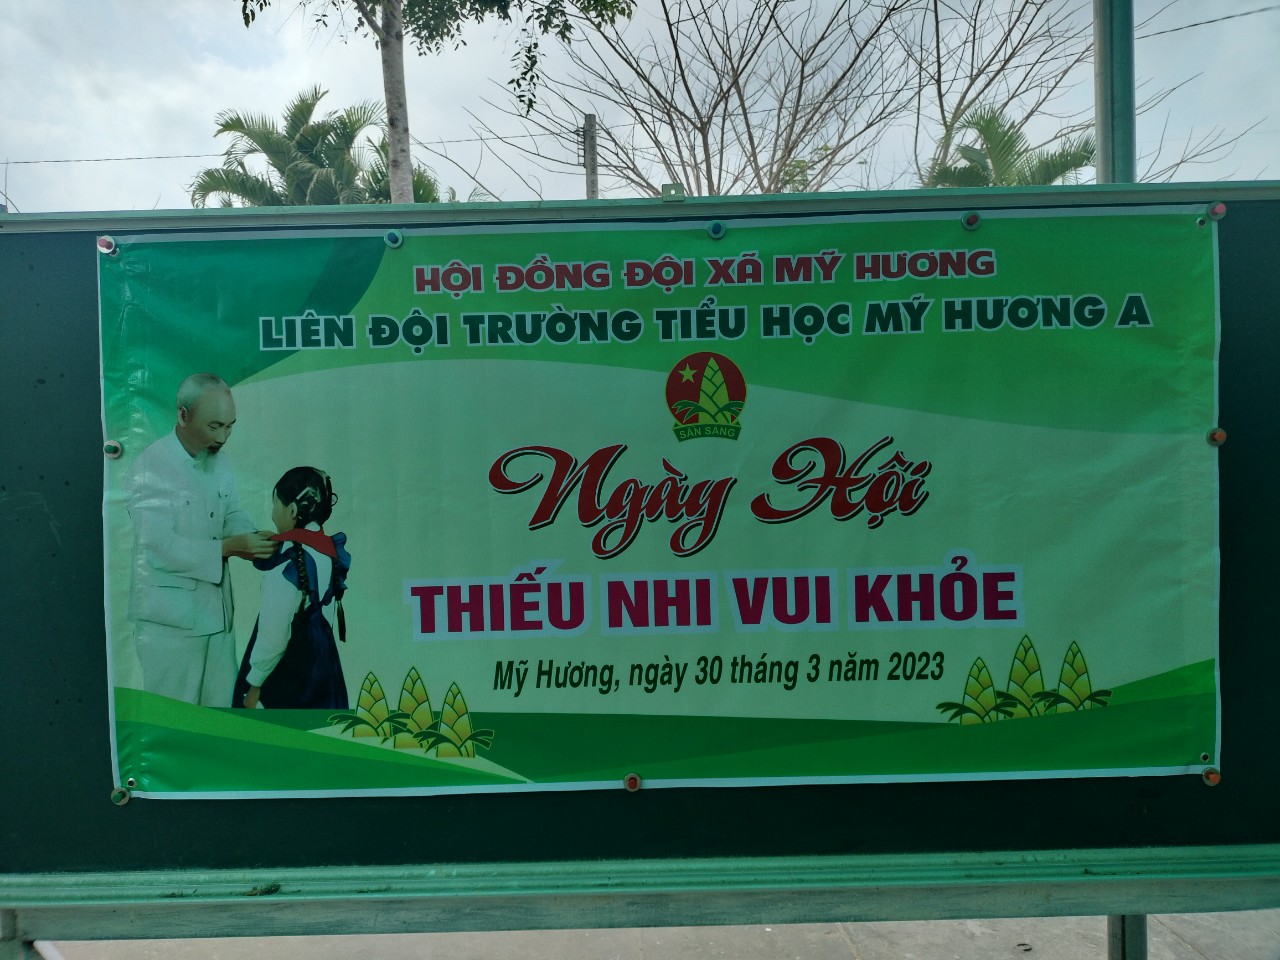 HỘI ĐỒNG ĐỘI XÃ MỸ HƯƠNG
LIÊN ĐỘI TRƯỜNG TIỂU HỌC MỸ HƯƠNG A
SẴN SÀNG
Ngày Hội
THIẾU NHI VUI KHỎE
Mỹ Hương, ngày 30 tháng 3 năm 2023